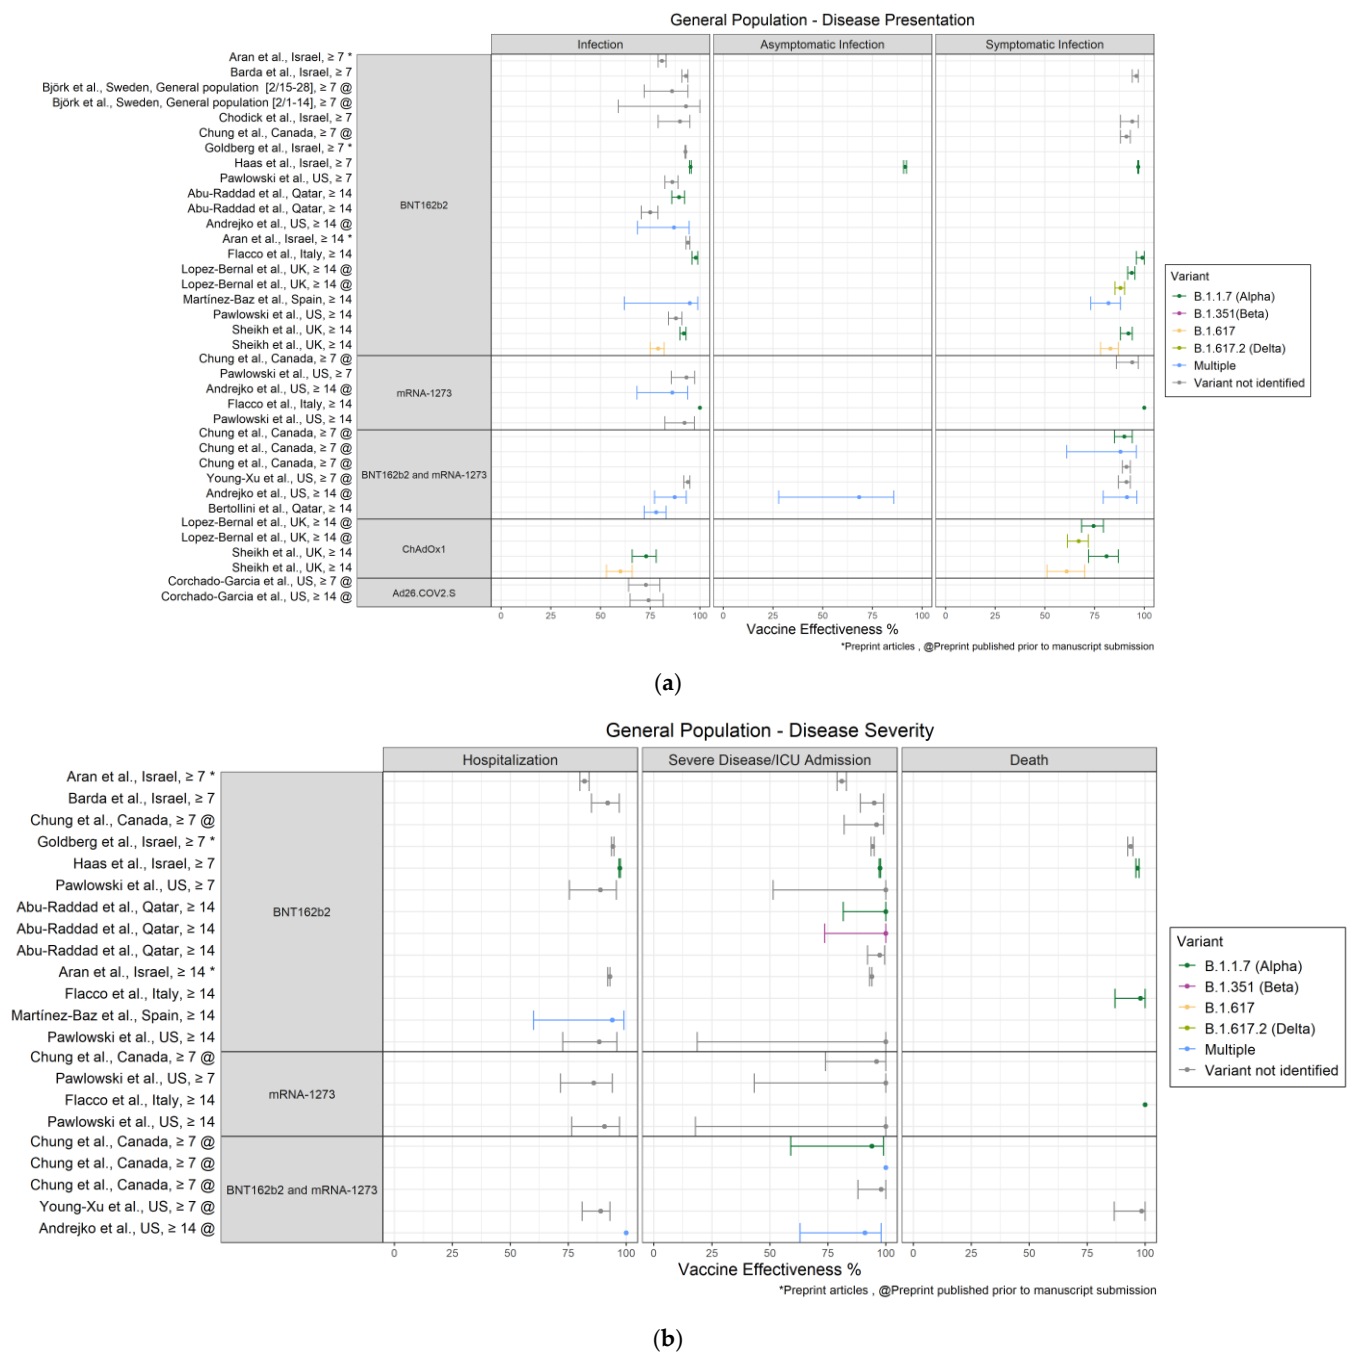 General Population - Disease Presentation
Infection
Asymptomatic Infection
Symptomatic Infection
Aran et al., Israel, ≥ 7 *
Barda et al., Israel, ≥ 7
Björk et al., Sweden, General population [2/15-28], ≥ 7 @
Björk et al., Sweden, General population [2/1-14], ≥ 7 @
Chodick et al., Israel, ≥ 7
Chung et al., Canada, ≥ 7 @
Goldberg et al., Israel, ≥ 7 *
Haas et al., Israel, ≥ 7
Pawlowski et al., US, ≥ 7
Abu-Raddad et al., Qatar, ≥ 14
Abu-Raddad et al., Qatar, ≥ 14
Andrejko et al., US, ≥ 14 @
Aran et al., Israel, ≥ 14 *
Flacco et al., Italy, ≥ 14
Lopez-Bernal et al., UK, ≥ 14 @
Lopez-Bernal et al., UK, ≥ 14 @
Martínez-Baz et al., Spain, ≥ 14
Pawlowski et al., US, ≥ 14
Sheikh et al., UK, ≥ 14
Sheikh et al., UK, ≥ 14
BNT162b2
Chung et al., Canada, ≥ 7 @
Pawlowski et al., US, ≥ 7
Andrejko et al., US, ≥ 14 @
Flacco et al., Italy, ≥ 14
Pawlowski et al., US, ≥ 14
mRNA-1273
Chung et al., Canada, ≥ 7 @
Chung et al., Canada, ≥ 7 @
Chung et al., Canada, ≥ 7 @
Young-Xu et al., US, ≥ 7 @
Andrejko et al., US, ≥ 14 @
Bertollini et al., Qatar, ≥ 14
BNT162b2 and mRNA-1273
Lopez-Bernal et al., UK, ≥ 14 @
Lopez-Bernal et al., UK, ≥ 14 @
Sheikh et al., UK, ≥ 14
Sheikh et al., UK, ≥ 14
ChAdOx1
Corchado-Garcia et al., US, ≥ 7 @
Corchado-Garcia et al., US, ≥ 14 @
Ad26.COV2.S
0 25 50 75 100
0 25 50 75 100
0 25 50 75 100
Vaccine Effectiveness %
*Preprint articles , @Preprint published prior to manuscript submission
Variant
B.1.1.7 (Alpha)
B.1.351(Beta)
B.1.617
B.1.617.2 (Delta)
Multiple
Variant not identified
(a)
General Population - Disease Severity
Hospitalization
Severe Disease/ICU Admission
Death
Aran et al., Israel, ≥ 7 *
Barda et al., Israel, ≥ 7
Chung et al., Canada, ≥ 7 @
Goldberg et al., Israel, ≥ 7 *
Haas et al., Israel, ≥ 7
Pawlowski et al., US, ≥ 7
Abu-Raddad et al., Qatar, ≥ 14
Abu-Raddad et al., Qatar, ≥ 14
Abu-Raddad et al., Qatar, ≥ 14
Aran et al., Israel, ≥ 14 *
Flacco et al., Italy, ≥ 14
Martínez-Baz et al., Spain, ≥ 14
Pawlowski et al., US, ≥ 14
BNT162b2
Chung et al., Canada, ≥ 7 @
Pawlowski et al., US, ≥ 7
Flacco et al., Italy, ≥ 14
Pawlowski et al., US, ≥ 14
mRNA-1273
Chung et al., Canada, ≥ 7 @
Chung et al., Canada, ≥ 7 @
Chung et al., Canada, ≥ 7 @
Young-Xu et al., US, ≥ 7 @
Andrejko et al., US, ≥ 14 @
BNT162b2 and mRNA-1273
0 25 50 75 100
0 25 50 75 100
0 25 50 75 100
Vaccine Effectiveness %
*Preprint articles , @Preprint published prior to manuscript submission
Variant
B.1.1.7 (Alpha)
B.1.351 (Beta)
B.1.617
B.1.617.2 (Delta)
Multiple
Variant not identified
(b)